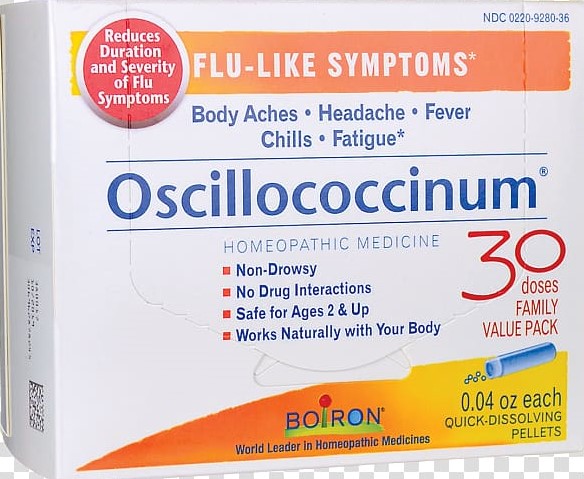 NDC 0220-9280-36
Reduces
Duration
and Severity
of Flu
Symptoms
FLU-LIKE SYMPTOMS*
Body Aches • Headache • Fever
Chills • Fatigue*
Oscillococcinum®
HOMEOPATHIC MEDICINE
Non-Drowsy
No Drug Interactions
Safe for Ages 2 & Up
Works Naturally with Your Body
30
doses
FAMILY
VALUE PACK
LOT
EXP
BOIRON®
World Leader in Homeopathic Medicines
0.04 oz each
QUICK-DISSOLVING
PELLETS